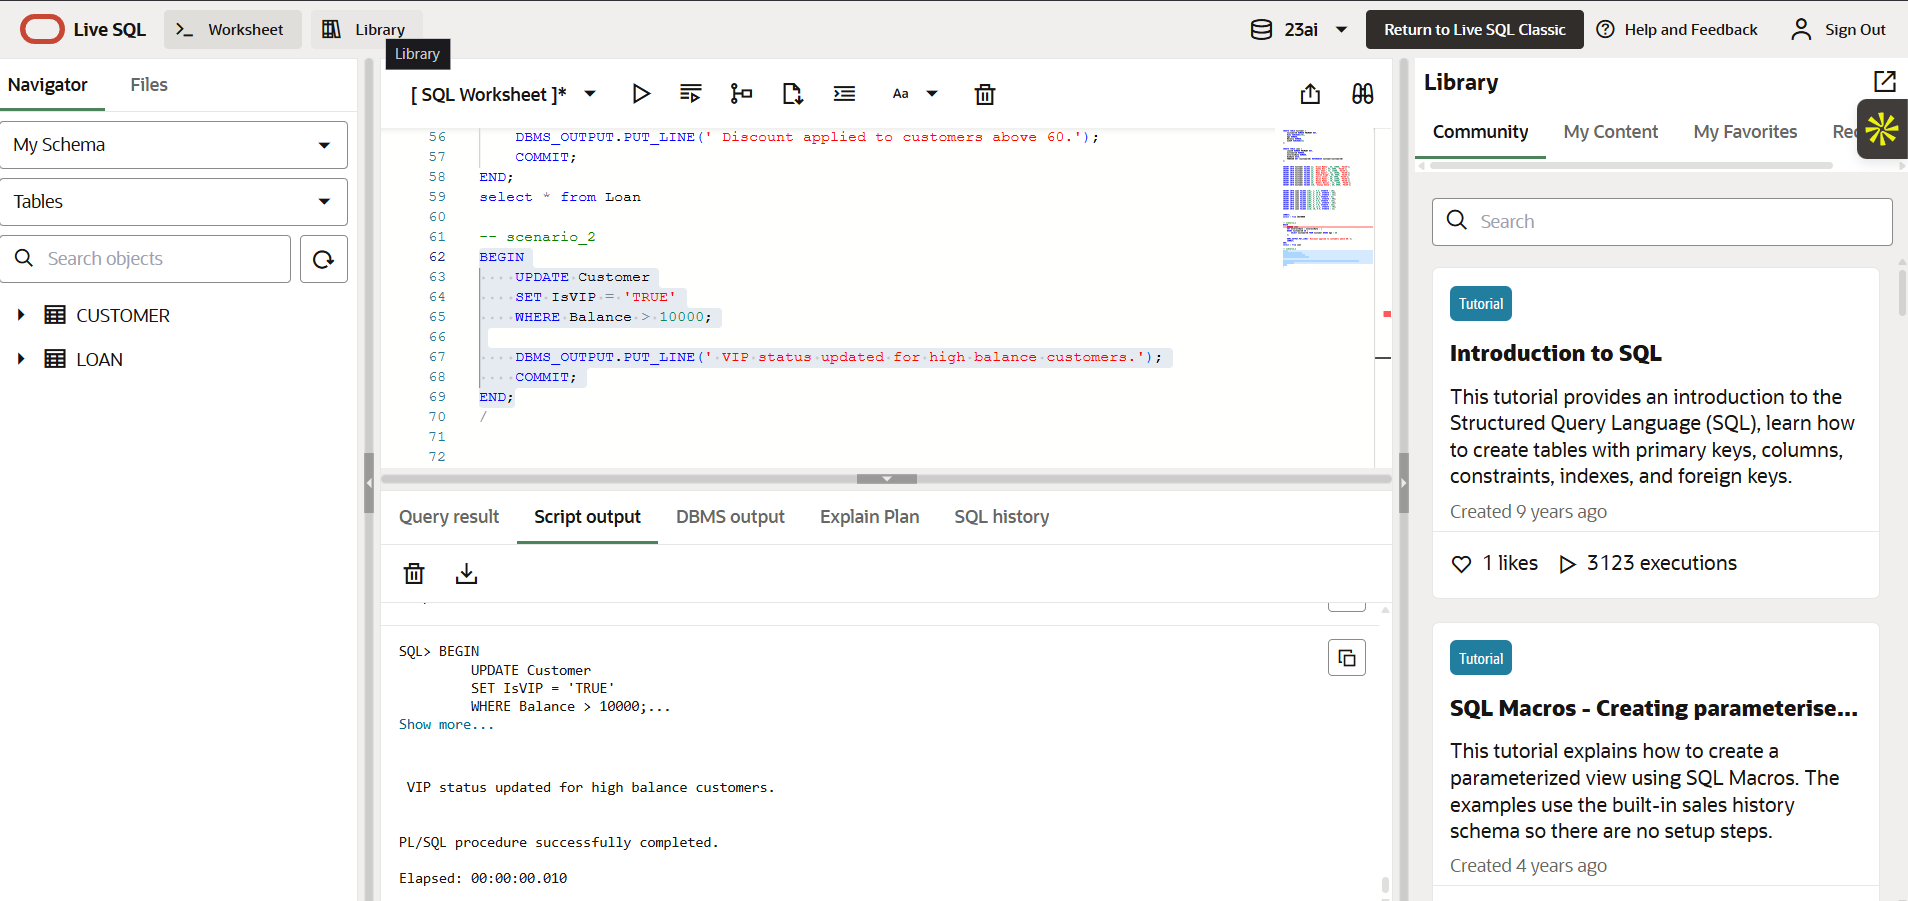 Live SQL
Worksheet
Library
23ai
Return to Live SQL Classic
Help and Feedback
Sign Out
Library
Navigator
Files
My Schema
Tables
Search objects
CUSTOMER
LOAN
[ SQL Worksheet ]*
Aa
56 DBMS_OUTPUT.PUT_LINE(' Discount applied to customers above 60.');
57 COMMIT;
58 END;
59 select * from Loan
60
61 -- scenario_2
62 BEGIN
63 UPDATE Customer
64 SET IsVIP = 'TRUE'
65 WHERE Balance > 10000;
66
67 DBMS_OUTPUT.PUT_LINE(' VIP status updated for high balance customers.');
68 COMMIT;
69 END;
70 /
71
72
Query result
Script output
DBMS output
Explain Plan
SQL history
SQL> BEGIN
UPDATE Customer
SET IsVIP = 'TRUE'
WHERE Balance > 10000;...
Show more...
VIP status updated for high balance customers.
PL/SQL procedure successfully completed.
Elapsed: 00:00:00.010
Library
Community
My Content
My Favorites
Search
Tutorial
Introduction to SQL
This tutorial provides an introduction to the
Structured Query Language (SQL), learn how
to create tables with primary keys, columns,
constraints, indexes, and foreign keys.
Created 9 years ago
1 likes
3123 executions
Tutorial
SQL Macros - Creating parameterise...
This tutorial explains how to create a
parameterized view using SQL Macros. The
examples use the built-in sales history
schema so there are no setup steps.
Created 4 years ago